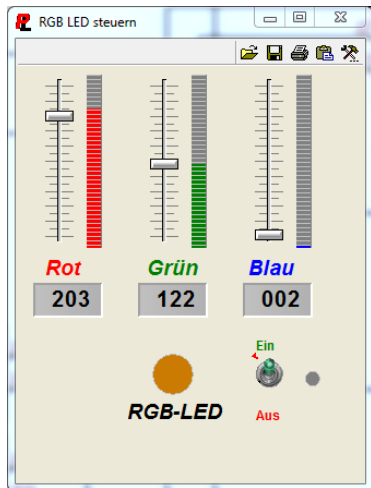 RGB LED steuern
Rot Grün Blau
203 122 002
Ein
RGB-LED
Aus